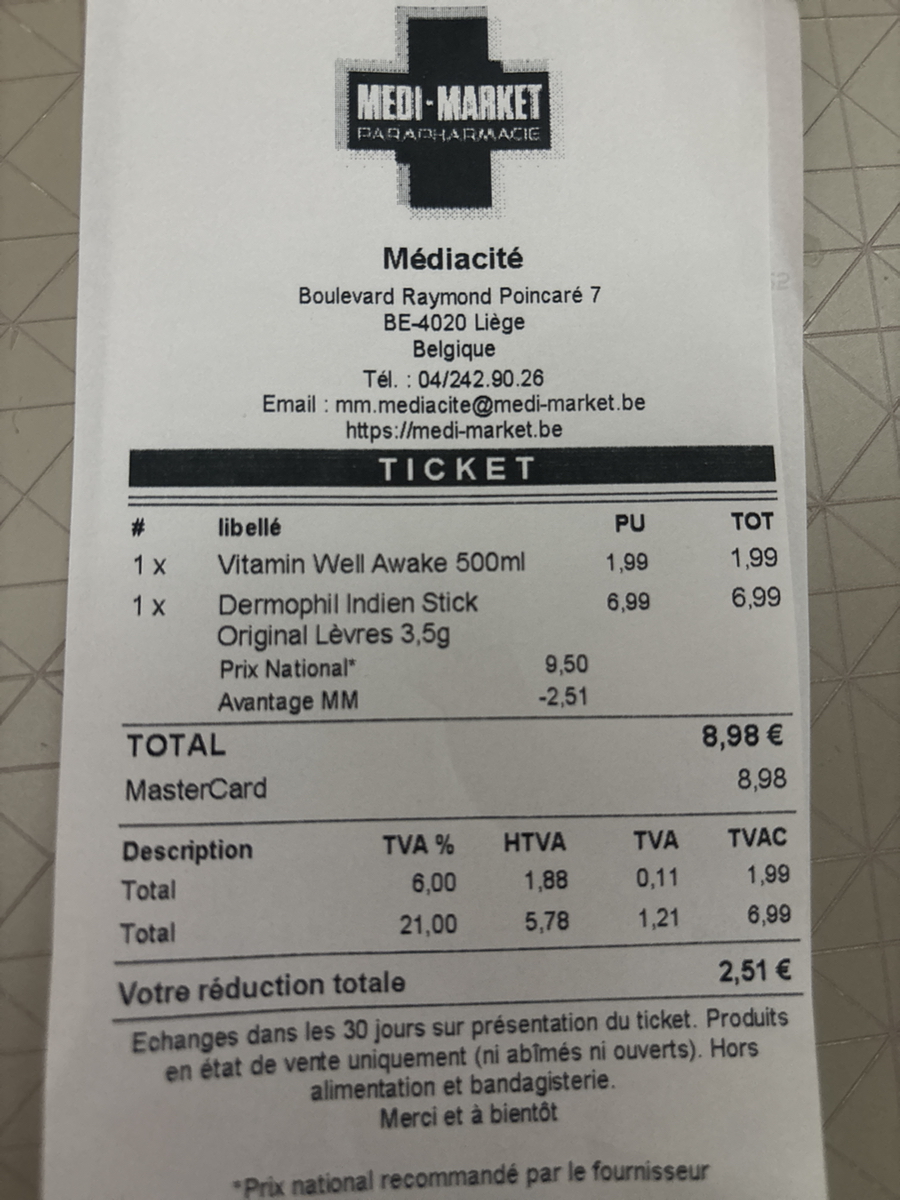 MEDI-MARKET
PARAPHARMACIE
Médiacité
Boulevard Raymond Poincaré 7
BE-4020 Liège
Belgique
Tél. : 04/242.90.26
Email : mm.mediacite@medi-market.be
https://medi-market.be
TICKET
# libellé PU TOT
1 x Vitamin Well Awake 500ml 1,99 1,99
1 x Dermophil Indien Stick 6,99 6,99
Original Lèvres 3,5g
Prix National* 9,50
Avantage MM -2,51
TOTAL 8,98 €
MasterCard 8,98
Description TVA % HTVA TVA TVAC
Total 6,00 1,88 0,11 1,99
Total 21,00 5,78 1,21 6,99
Votre réduction totale 2,51 €
Echanges dans les 30 jours sur présentation du ticket. Produits
en état de vente uniquement (ni abîmés ni ouverts). Hors
alimentation et bandagisterie.
Merci et à bientôt
*Prix national recommandé par le fournisseur